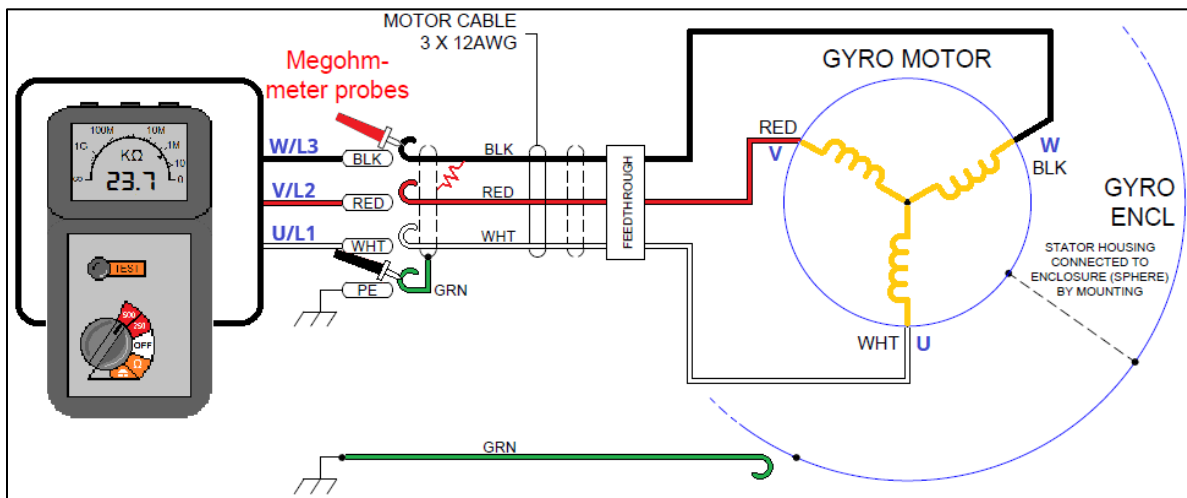 MOTOR CABLE
3 X 12AWG
Megohm-
meter probes
GYRO MOTOR
100M
10M
1G
1M
KΩ
10
∞
0
23.7
W/L3
BLK
BLK
RED
V
W
BLK
V/L2
RED
RED
FEEDTHROUGH
GYRO
ENCL
U/L1
WHT
WHT
STATOR HOUSING
CONNECTED TO
ENCLOSURE (SPHERE)
BY MOUNTING
TEST
PE
GRN
500
250
OFF
Ω
WHT
U
GRN